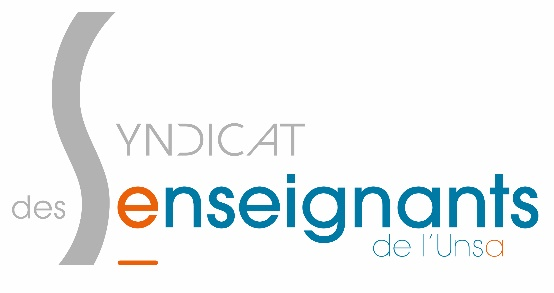 SYNDICAT
des enseignants
de l'Unsa